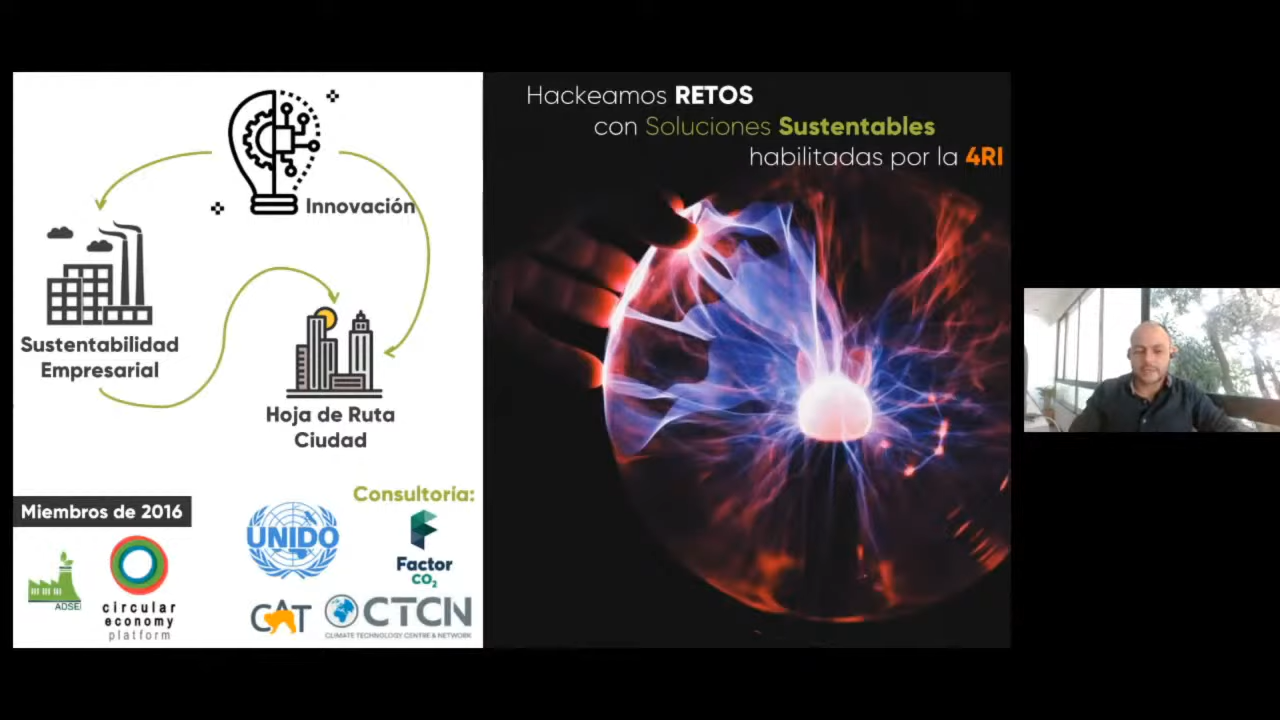 Innovación
Sustentabilidad
Empresarial
Hoja de Ruta
Ciudad
Miembros de 2016
ADSEI
circular
economy
platform
Consultoría:
UNIDO
Factor
CO2
CAT
CTCN
CLIMATE TECHNOLOGY CENTRE & NETWORK
Hackeamos RETOS
con Soluciones Sustentables
habilitadas por la 4RI